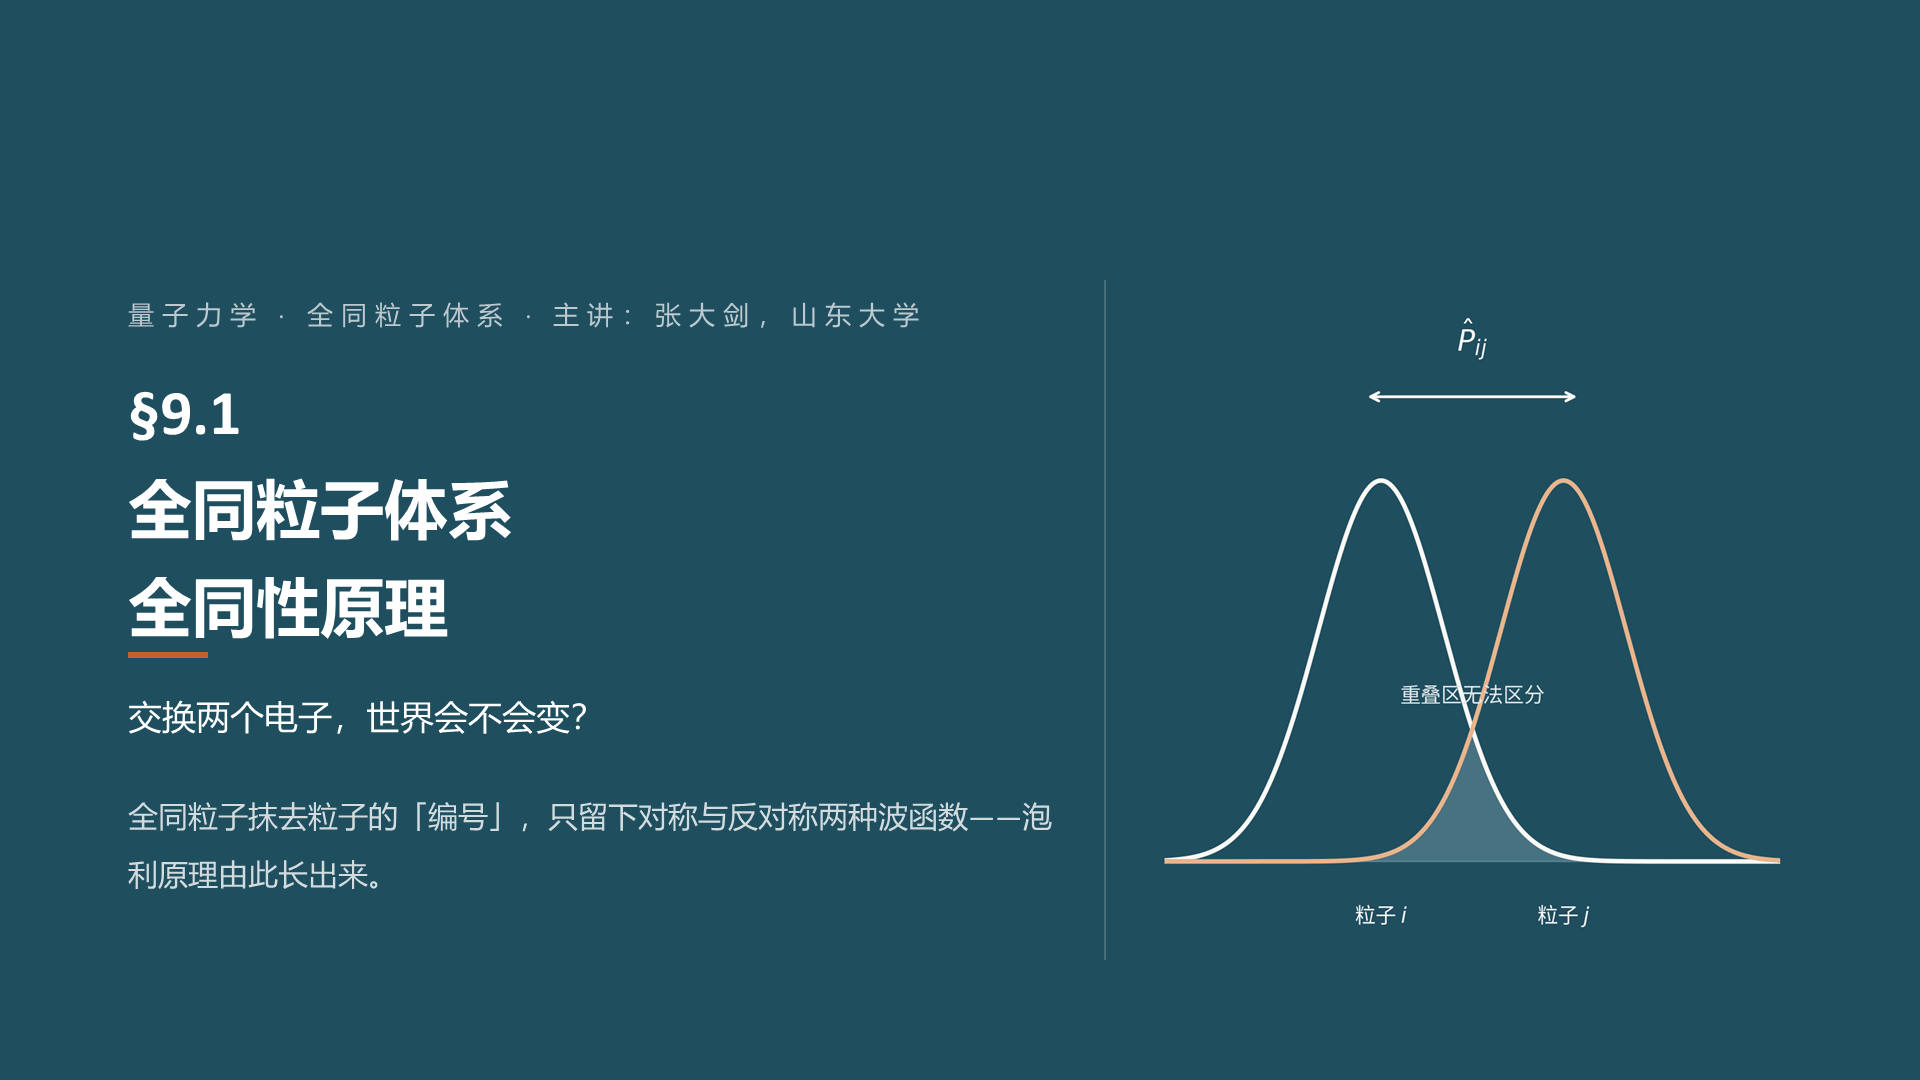 量子力学 · 全同粒子体系 · 主讲：张大剑，山东大学
§9.1
全同粒子体系
全同性原理
交换两个电子，世界会不会变？
全同粒子抹去粒子的「编号」，只留下对称与反对称两种波函数——泡
利原理由此长出来。
P̂ij
重叠区无法区分
粒子 i
粒子 j